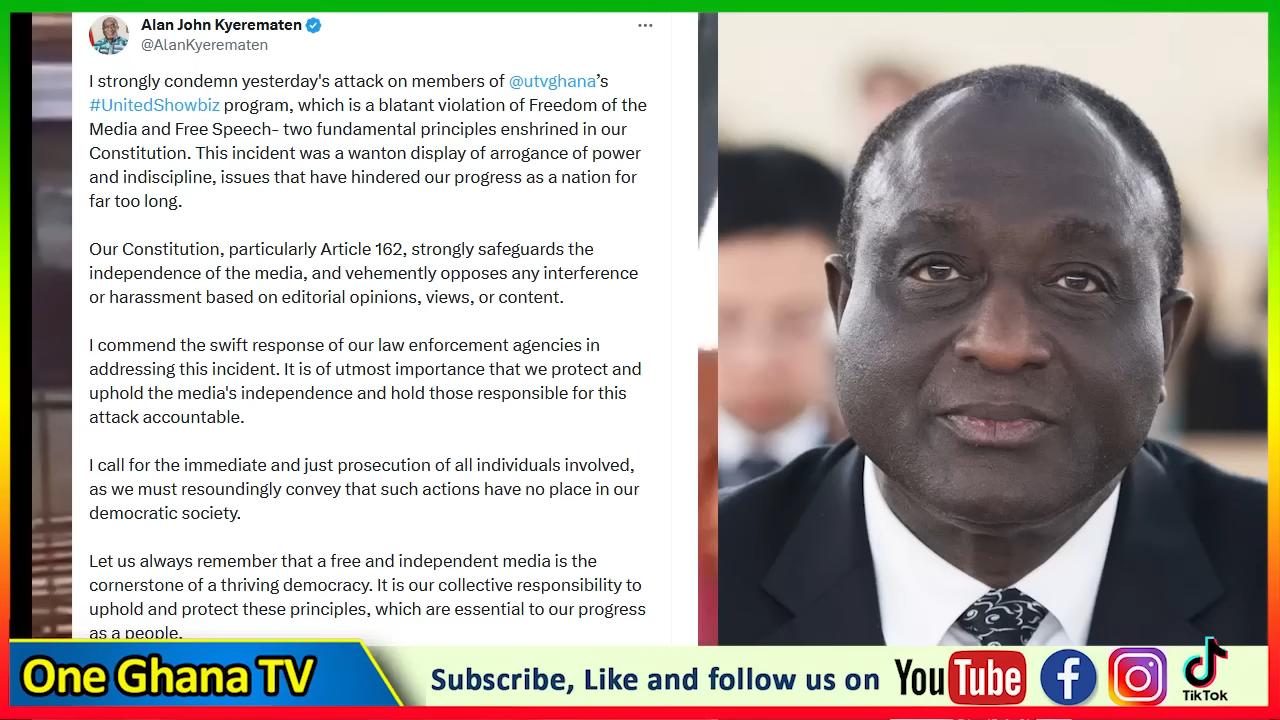 Alan John Kyerematen
@AlanKyerematen
I strongly condemn yesterday's attack on members of @utvghana's
#UnitedShowbiz program, which is a blatant violation of Freedom of the
Media and Free Speech- two fundamental principles enshrined in our
Constitution. This incident was a wanton display of arrogance of power
and indiscipline, issues that have hindered our progress as a nation for
far too long.
Our Constitution, particularly Article 162, strongly safeguards the
independence of the media, and vehemently opposes any interference
or harassment based on editorial opinions, views, or content.
I commend the swift response of our law enforcement agencies in
addressing this incident. It is of utmost importance that we protect and
uphold the media's independence and hold those responsible for this
attack accountable.
I call for the immediate and just prosecution of all individuals involved,
as we must resoundingly convey that such actions have no place in our
democratic society.
Let us always remember that a free and independent media is the
cornerstone of a thriving democracy. It is our collective responsibility to
uphold and protect these principles, which are essential to our progress
as a people.
One Ghana TV
Subscribe, Like and follow us on
YouTube
TikTok